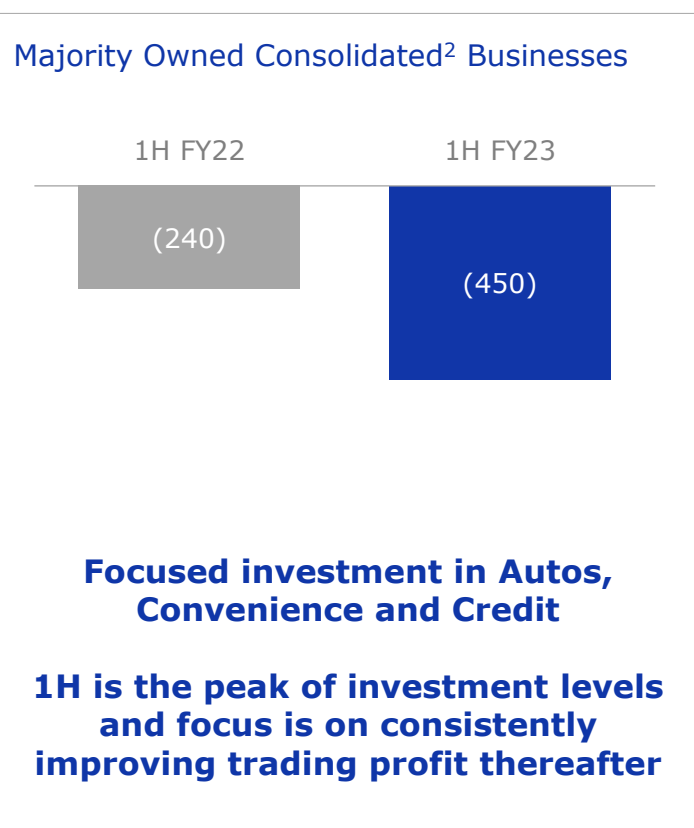 Majority Owned Consolidated² Businesses
1H FY22 1H FY23
(240)
(450)
Focused investment in Autos,
Convenience and Credit
1H is the peak of investment levels
and focus is on consistently
improving trading profit thereafter